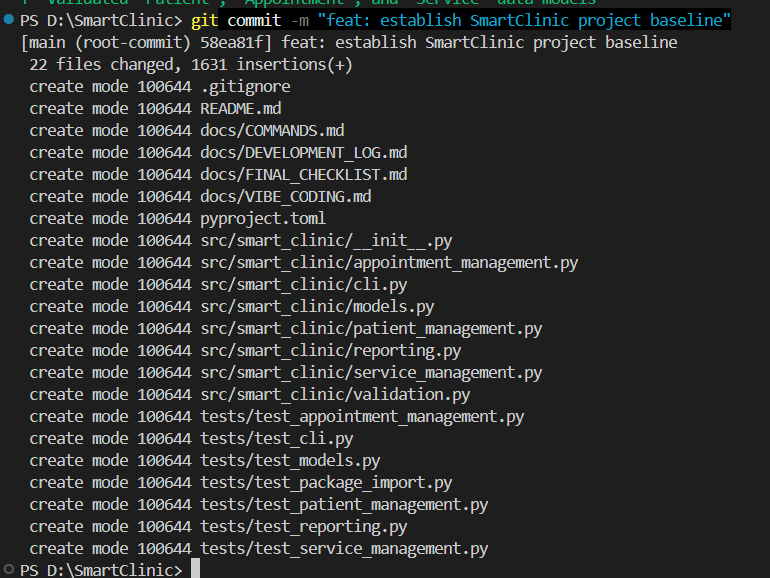 + Validated `Patient`, `Appointment`, and `Service` data models
PS D:\SmartClinic> git commit -m "feat: establish SmartClinic project baseline"
[main (root-commit) 58ea81f] feat: establish SmartClinic project baseline
 22 files changed, 1631 insertions(+)
 create mode 100644 .gitignore
 create mode 100644 README.md
 create mode 100644 docs/COMMANDS.md
 create mode 100644 docs/DEVELOPMENT_LOG.md
 create mode 100644 docs/FINAL_CHECKLIST.md
 create mode 100644 docs/VIBE_CODING.md
 create mode 100644 pyproject.toml
 create mode 100644 src/smart_clinic/__init__.py
 create mode 100644 src/smart_clinic/appointment_management.py
 create mode 100644 src/smart_clinic/cli.py
 create mode 100644 src/smart_clinic/models.py
 create mode 100644 src/smart_clinic/patient_management.py
 create mode 100644 src/smart_clinic/reporting.py
 create mode 100644 src/smart_clinic/service_management.py
 create mode 100644 src/smart_clinic/validation.py
 create mode 100644 tests/test_appointment_management.py
 create mode 100644 tests/test_cli.py
 create mode 100644 tests/test_models.py
 create mode 100644 tests/test_package_import.py
 create mode 100644 tests/test_patient_management.py
 create mode 100644 tests/test_reporting.py
 create mode 100644 tests/test_service_management.py
PS D:\SmartClinic>